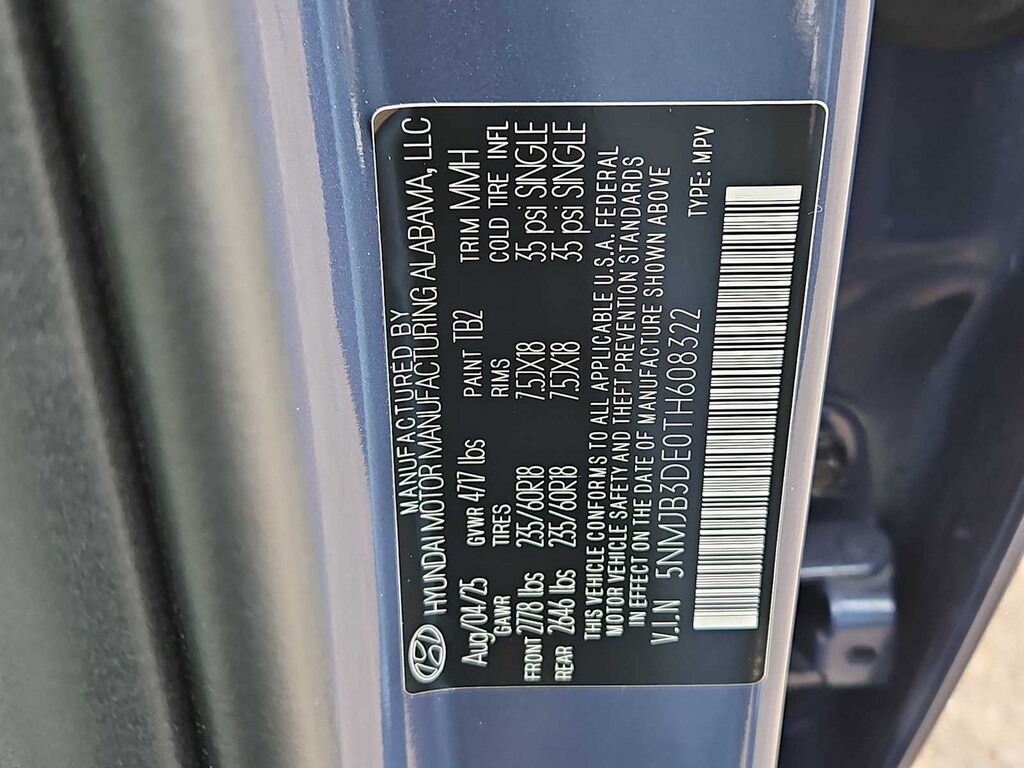 MANUFACTURED BY
HYUNDAI MOTOR MANUFACTURING ALABAMA, LLC
Aug/04/25 GVWR 4717 lbs PAINT TB2 TRIM MMH
GAWR TIRES RIMS COLD TIRE INFL
FRONT 2778 lbs 235/60R18 7.5JX18 35 psi SINGLE
REAR 2646 lbs 235/60R18 7.5JX18 35 psi SINGLE
THIS VEHICLE CONFORMS TO ALL APPLICABLE U.S.A. FEDERAL
MOTOR VEHICLE SAFETY AND THEFT PREVENTION STANDARDS
IN EFFECT ON THE DATE OF MANUFACTURE SHOWN ABOVE
V.I.N 5NMJB3DE0TH608322
TYPE: MPV